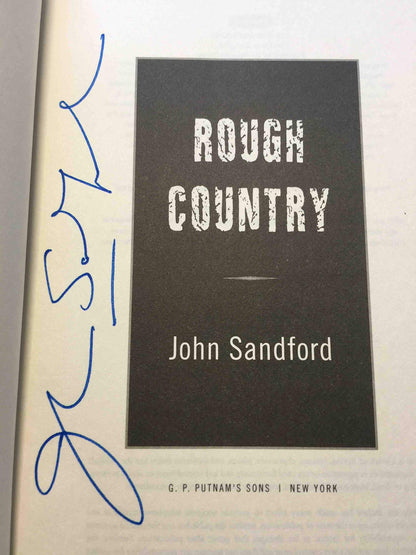 ROUGH
COUNTRY
John Sandford
G. P. PUTNAM'S SONS | NEW YORK